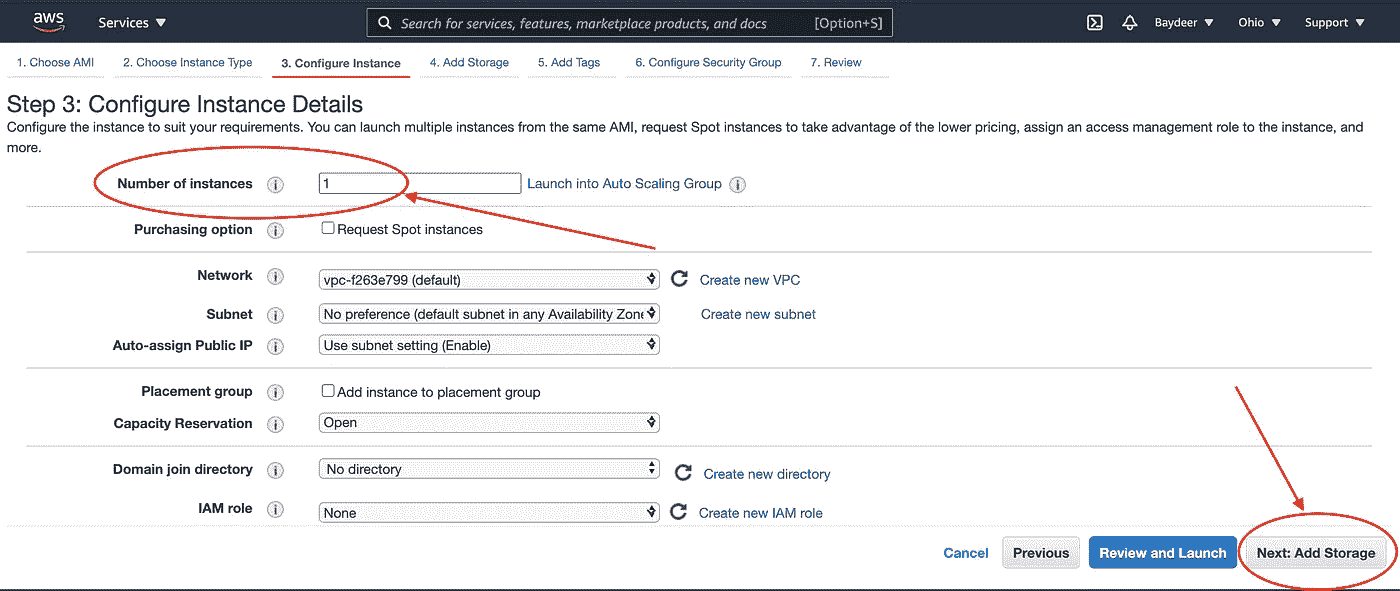 aws Services Search for services, features, marketplace products, and docs [Option+S] Baydeer Ohio Support
1. Choose AMI 2. Choose Instance Type 3. Configure Instance 4. Add Storage 5. Add Tags 6. Configure Security Group 7. Review
Step 3: Configure Instance Details
Configure the instance to suit your requirements. You can launch multiple instances from the same AMI, request Spot instances to take advantage of the lower pricing, assign an access management role to the instance, and
more.
Number of instances i 1 Launch into Auto Scaling Group i
Purchasing option i Request Spot instances
Network i vpc-f263e799 (default) Create new VPC
Subnet i No preference (default subnet in any Availability Zone Create new subnet
Auto-assign Public IP i Use subnet setting (Enable)
Placement group i Add instance to placement group
Capacity Reservation i Open
Domain join directory i No directory Create new directory
IAM role i None Create new IAM role
Cancel Previous Review and Launch Next: Add Storage